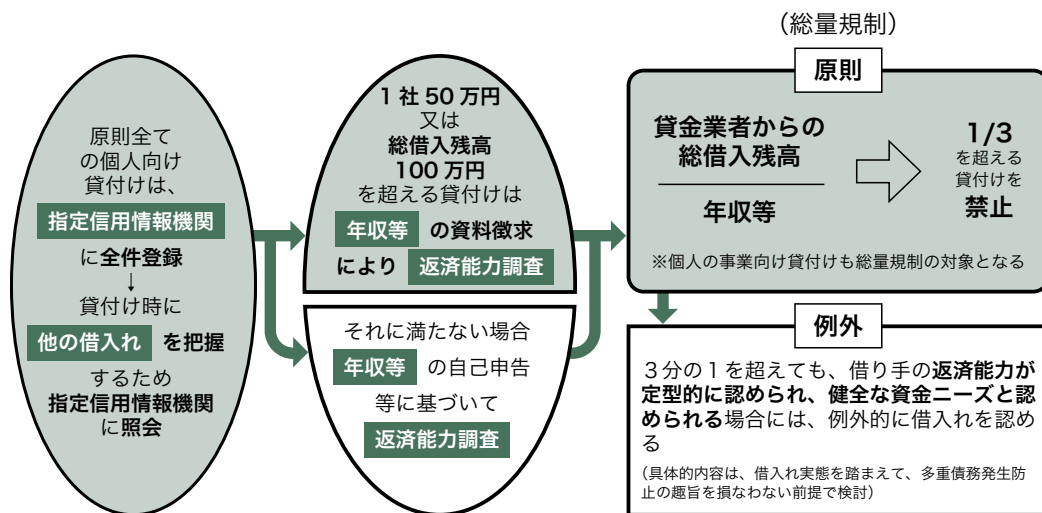 原則全て
の個人向け
貸付けは、
指定信用情報機関
に全件登録
↓
貸付け時に
他の借入れ を把握
するため
指定信用情報機関
に照会
1 社 50 万円
又は
総借入残高
100 万円
を超える貸付けは
年収等 の資料徴求
により 返済能力調査
それに満たない場合
年収等 の自己申告
等に基づいて
返済能力調査
（総量規制）
原則
貸金業者からの
総借入残高
年収等
1/3
を超える
貸付けを
禁止
※個人の事業向け貸付けも総量規制の対象となる
例外
３分の１を超えても、借り手の返済能力が
定型的に認められ、健全な資金ニーズと認
められる場合には、例外的に借入れを認め
る
（具体的内容は、借入れ実態を踏まえて、多重債務発生防
止の趣旨を損なわない前提で検討）